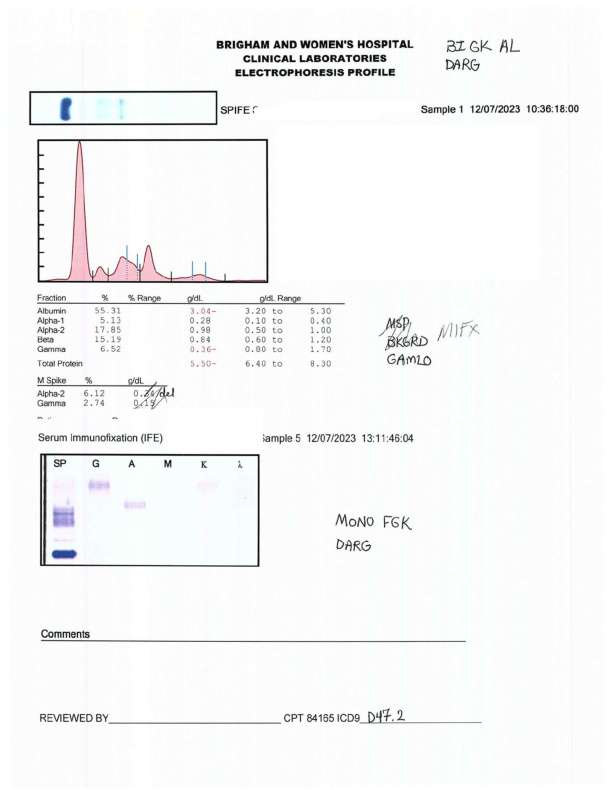 BRIGHAM AND WOMEN'S HOSPITAL
CLINICAL LABORATORIES
ELECTROPHORESIS PROFILE
BI GK AL
DARG
SPIFE
Sample 1 12/07/2023 10:36:18:00
Fraction % % Range g/dL g/dL Range
Albumin 55.31 3.04- 3.20 to 5.30
Alpha-1 5.13 0.28 0.10 to 0.40
Alpha-2 17.85 0.98 0.50 to 1.00
Beta 15.19 0.84 0.60 to 1.20
Gamma 6.52 0.36- 0.80 to 1.70
Total Protein 5.50- 6.40 to 8.30
MSP
BKGRD MIFX
GAMLO
M Spike % g/dL
Alpha-2 6.12 0.34 del
Gamma 2.74 0.15
Serum Immunofixation (IFE)
Sample 5 12/07/2023 13:11:46:04
SP G A M K λ
MONO FGK
DARG
Comments
REVIEWED BY CPT 84165 ICD9 D47.2